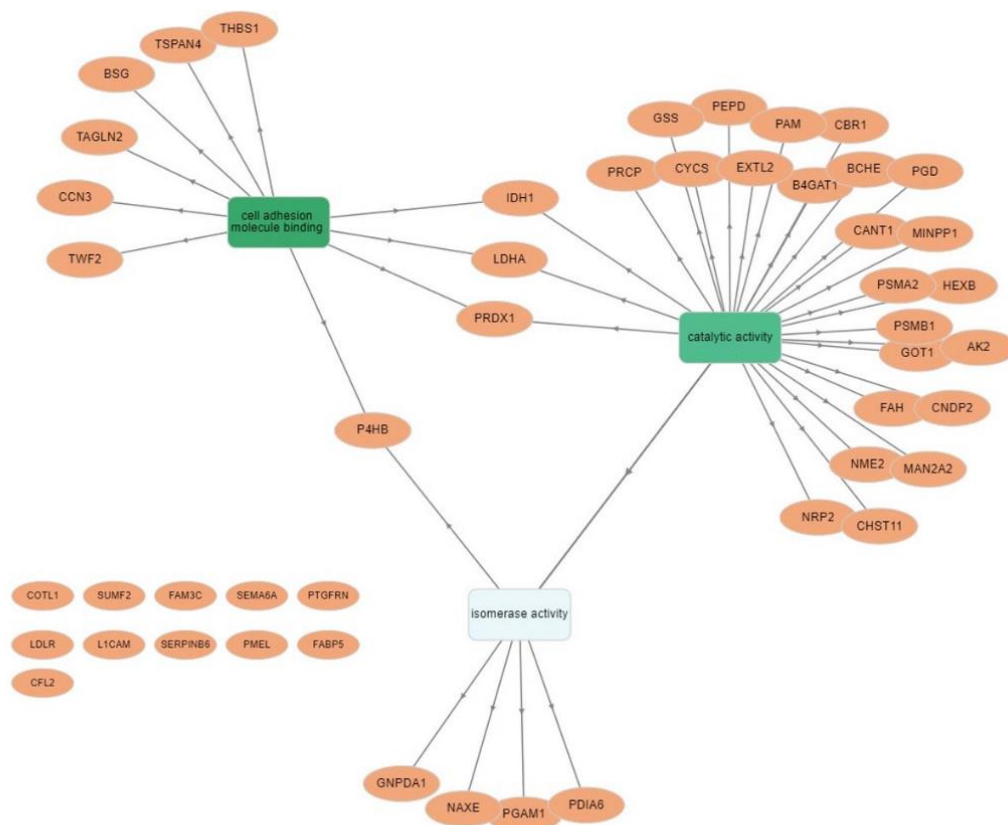 THBS1
TSPAN4
BSG
TAGLN2
CCN3
TWF2
cell adhesion
molecule binding
IDH1
LDHA
PRDX1
P4HB
GSS
PEPD
PAM
CBR1
PRCP
CYCS
EXTL2
B4GAT1
BCHE
PGD
CANT1
MINPP1
PSMA2
HEXB
PSMB1
GOT1
AK2
catalytic activity
FAH
CNDP2
NME2
MAN2A2
NRP2
CHST11
isomerase activity
COTL1
SUMF2
FAM3C
SEMA6A
PTGFRN
LDLR
L1CAM
SERPINB6
PMEL
FABP5
CFL2
GNPDA1
NAXE
PGAM1
PDIA6